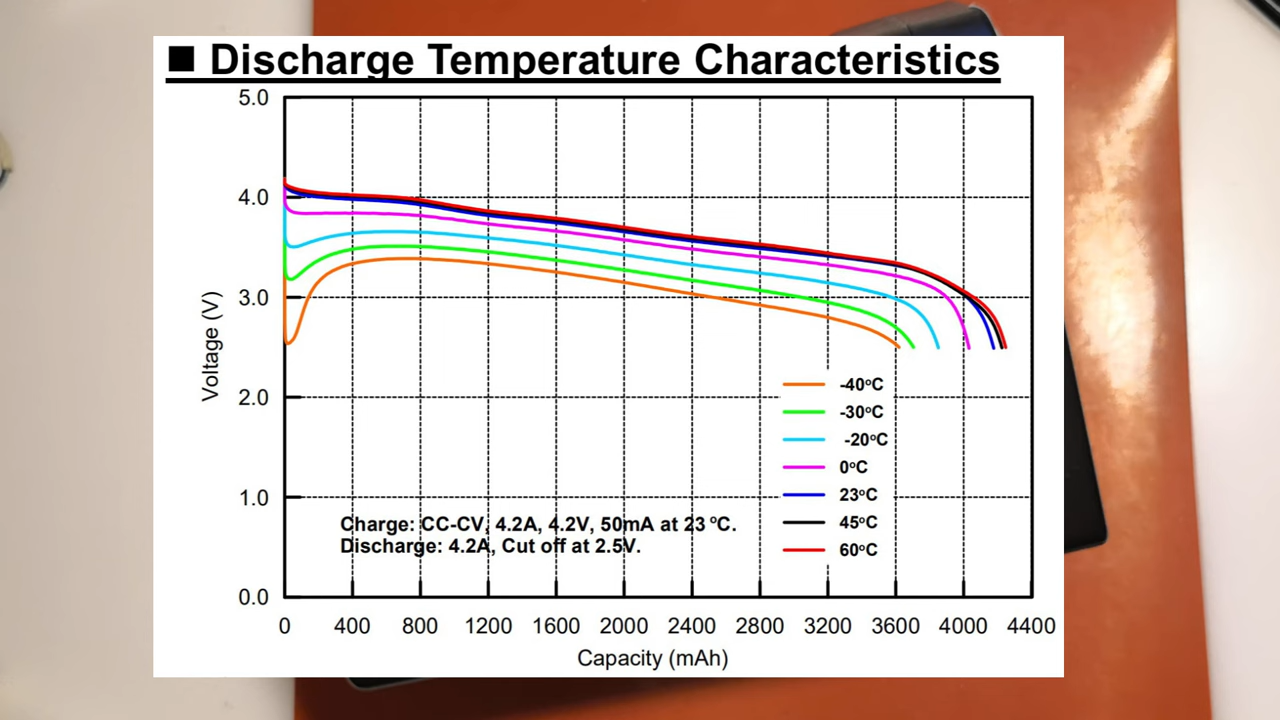 ■ Discharge Temperature Characteristics
5.0
4.0
3.0
2.0
1.0
0.0
Voltage (V)
-40°C
-30°C
-20°C
0°C
23°C
45°C
60°C
Charge: CC-CV, 4.2A, 4.2V, 50mA at 23 °C.
Discharge: 4.2A, Cut off at 2.5V.
0 400 800 1200 1600 2000 2400 2800 3200 3600 4000 4400
Capacity (mAh)